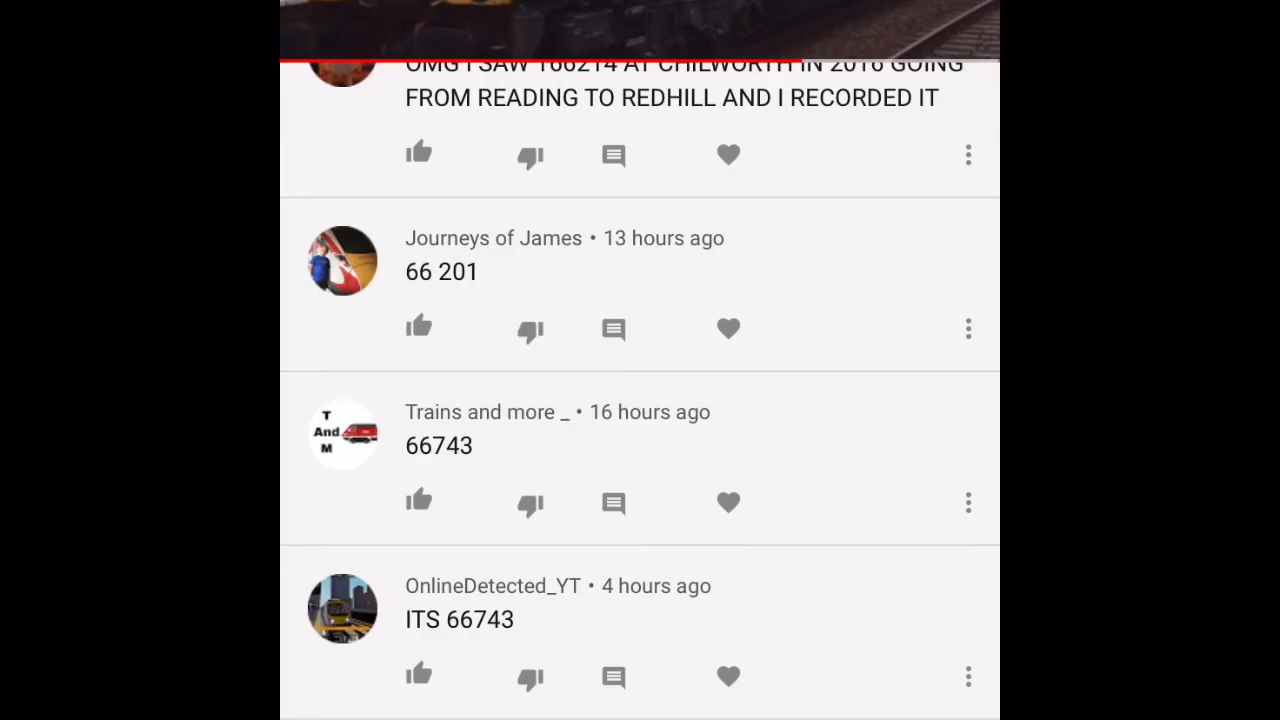 OMG I SAW 166214 AT CHILWORTH IN 2016 GOING
FROM READING TO REDHILL AND I RECORDED IT
Journeys of James • 13 hours ago
66 201
T
And
M
Trains and more _ • 16 hours ago
66743
OnlineDetected_YT • 4 hours ago
ITS 66743